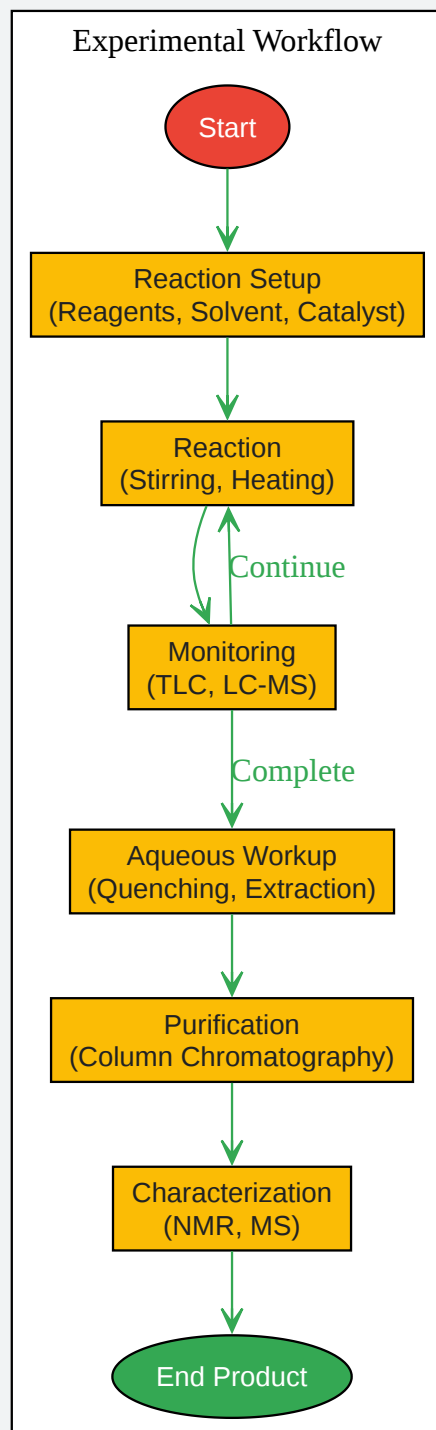 Experimental Workflow
Start
Reaction Setup
(Reagents, Solvent, Catalyst)
Reaction
(Stirring, Heating)
Continue
Monitoring
(TLC, LC-MS)
Complete
Aqueous Workup
(Quenching, Extraction)
Purification
(Column Chromatography)
Characterization
(NMR, MS)
End Product